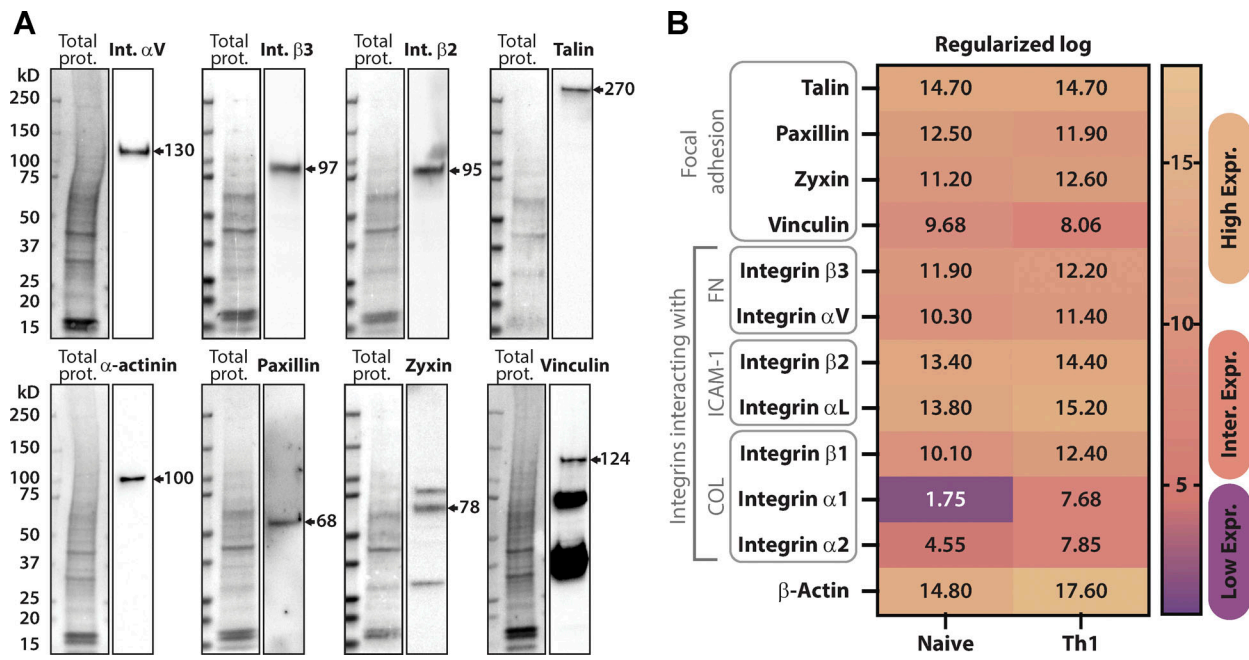 A
Total prot. Int. αV
Total prot. Int. β3
Total prot. Int. β2
Total prot. Talin
kD
250
150
100
75
50
37
25
20
15
130
97
95
270
Total prot. α-actinin
Total prot. Paxillin
Total prot. Zyxin
Total prot. Vinculin
kD
250
150
100
75
50
37
25
20
15
100
68
78
124
B
Regularized log
Focal adhesion
Talin 14.70 14.70
Paxillin 12.50 11.90
Zyxin 11.20 12.60
Vinculin 9.68 8.06
Integrins interacting with
FN
Integrin β3 11.90 12.20
Integrin αV 10.30 11.40
ICAM-1
Integrin β2 13.40 14.40
Integrin αL 13.80 15.20
COL
Integrin β1 10.10 12.40
Integrin α1 1.75 7.68
Integrin α2 4.55 7.85
β-Actin 14.80 17.60
Naive Th1
15
10
5
High Expr.
Inter. Expr.
Low Expr.